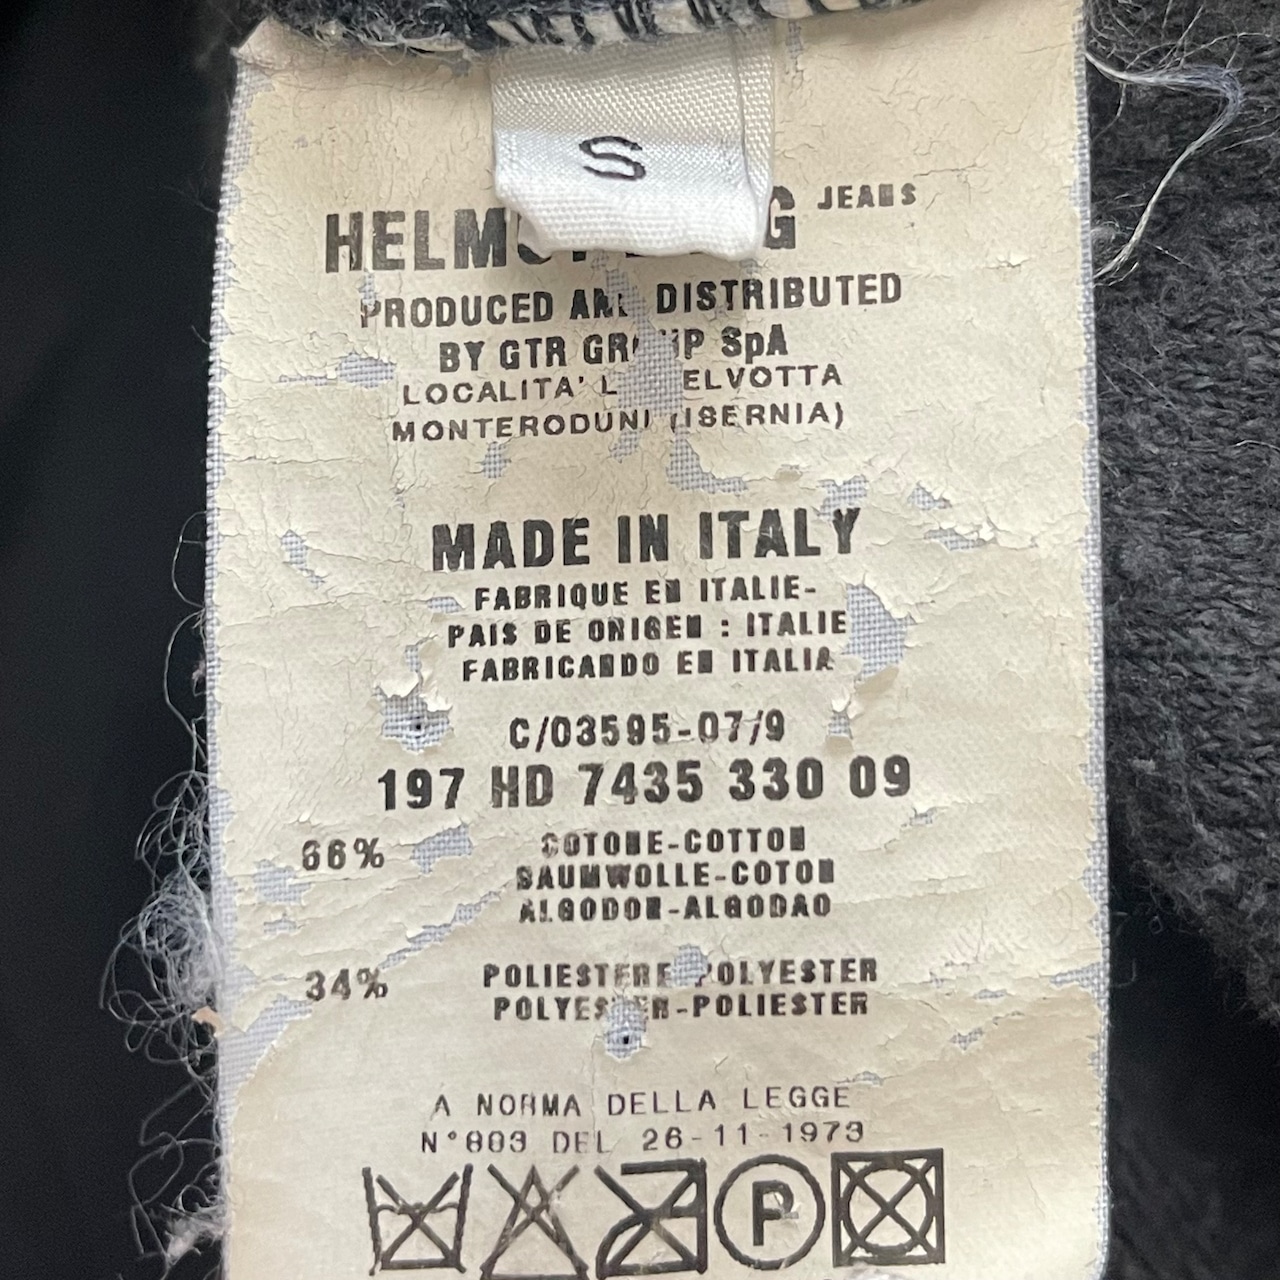 S
HELMUT LANG JEANS
PRODUCED AND DISTRIBUTED
BY GTR GROUP SpA
LOCALITA' L ELVOTTA
MONTERODUNI (ISERNIA)
MADE IN ITALY
FABRIQUE EN ITALIE-
PAIS DE ORIGEN : ITALIE
FABRICANDO EN ITALIA
C/03595-07/9
197 HD 7435 330 09
66% COTONE-COTTON
BAUMWOLLE-COTON
ALGODON-ALGODAO
34% POLIESTERE POLYESTER
POLYESTER-POLIESTER
A NORMA DELLA LEGGE
N°803 DEL 26-11-1973
P